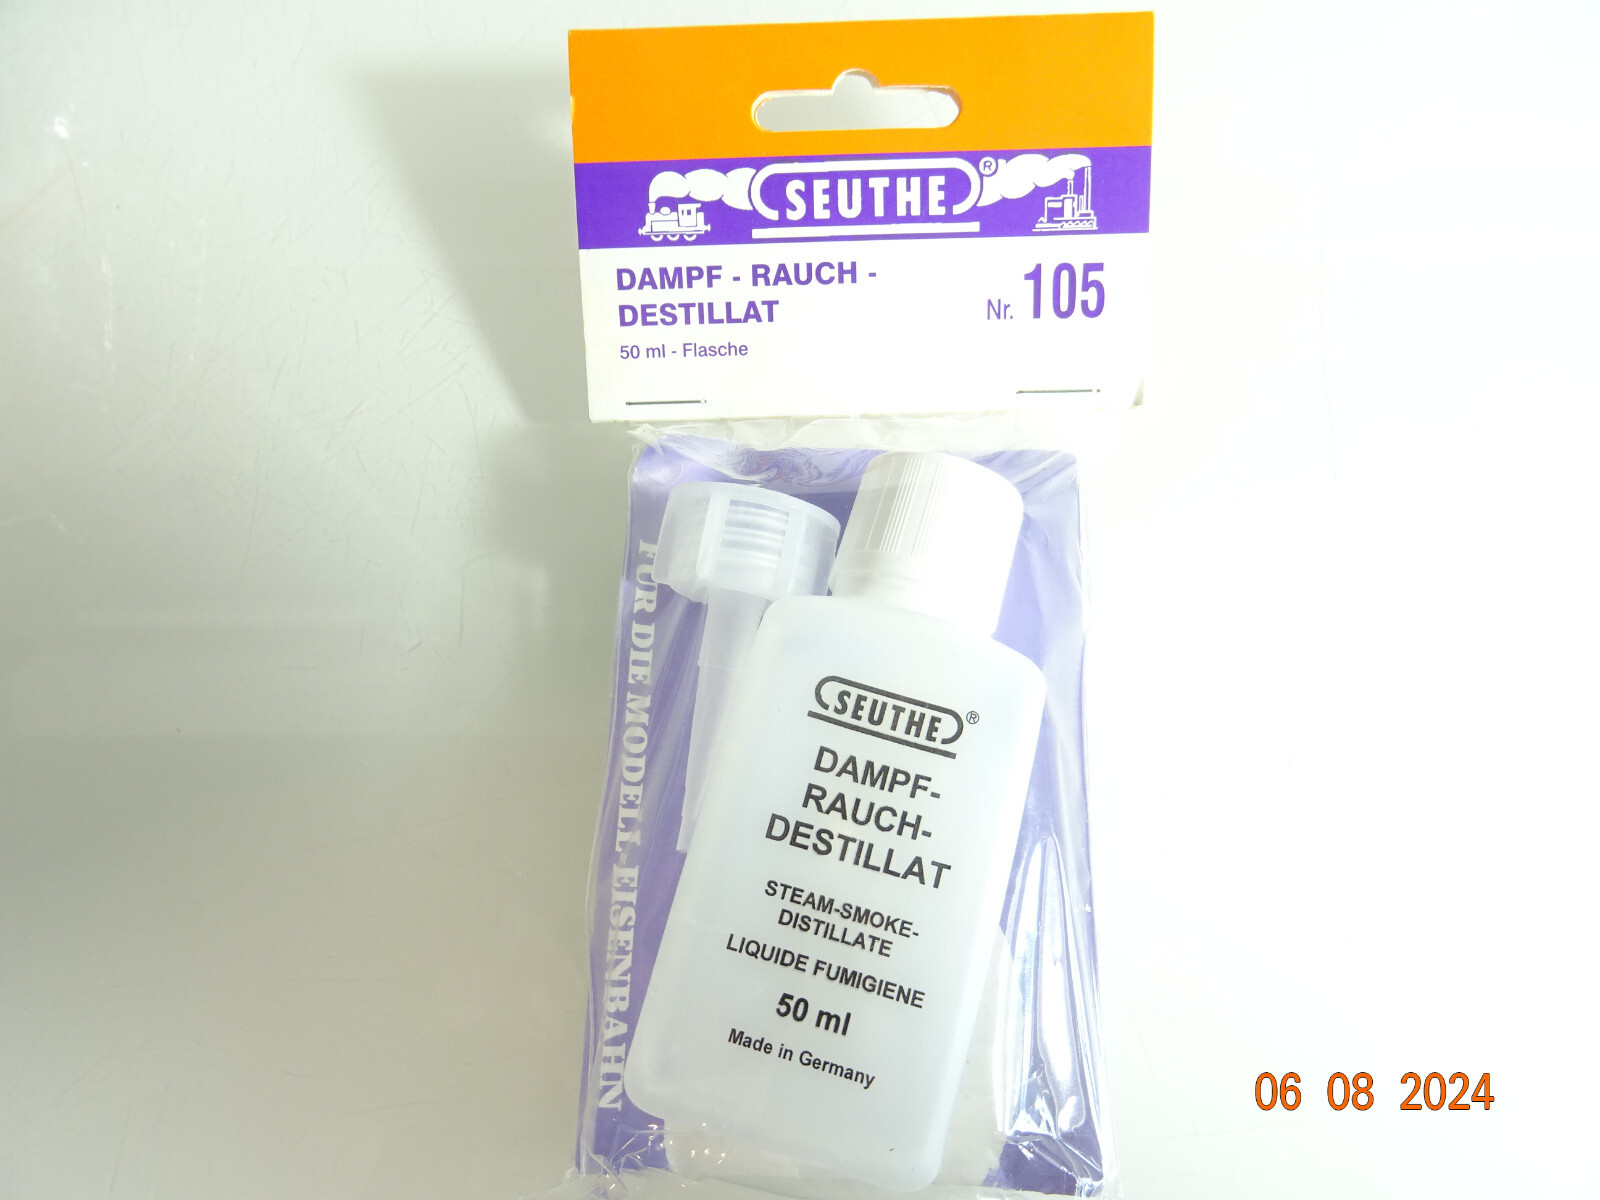 SEUTHE®
DAMPF - RAUCH -
DESTILLAT
Nr. 105
50 ml - Flasche
FÜR DIE MODELL-EISENBAHN
SEUTHE®
DAMPF-
RAUCH-
DESTILLAT
STEAM-SMOKE-
DISTILLATE
LIQUIDE FUMIGIENE
50 ml
Made in Germany
06 08 2024